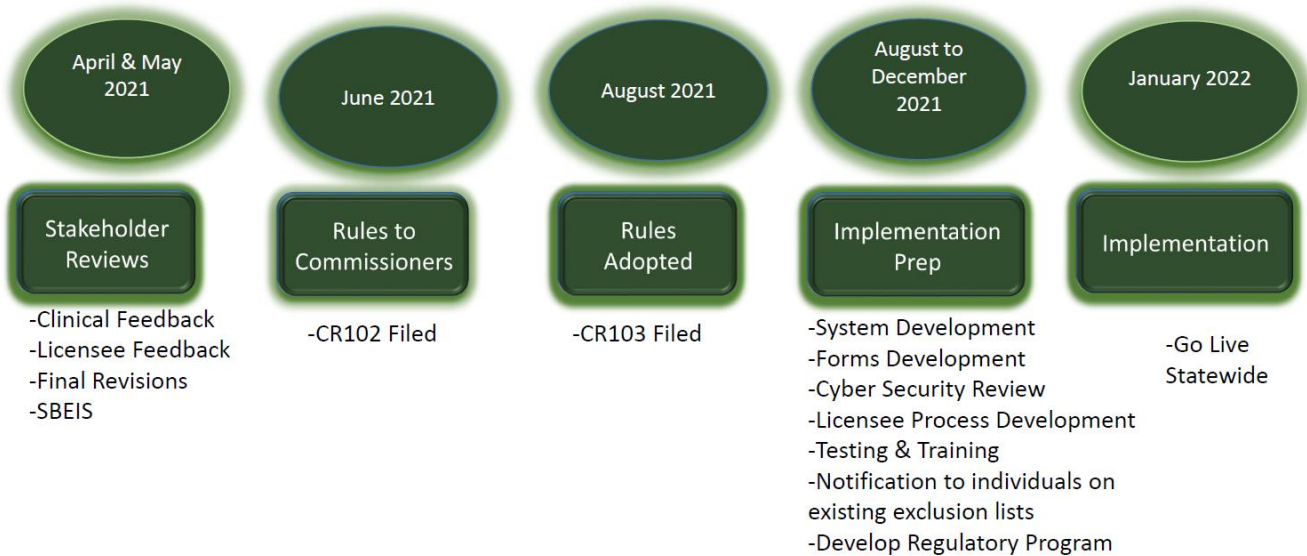 April & May
2021
June 2021
August 2021
August to
December
2021
January 2022
Stakeholder
Reviews
Rules to
Commissioners
Rules
Adopted
Implementation
Prep
Implementation
-Clinical Feedback
-Licensee Feedback
-Final Revisions
-SBEIS
-CR102 Filed
-CR103 Filed
-System Development
-Forms Development
-Cyber Security Review
-Licensee Process Development
-Testing & Training
-Notification to individuals on
existing exclusion lists
-Develop Regulatory Program
-Go Live
Statewide